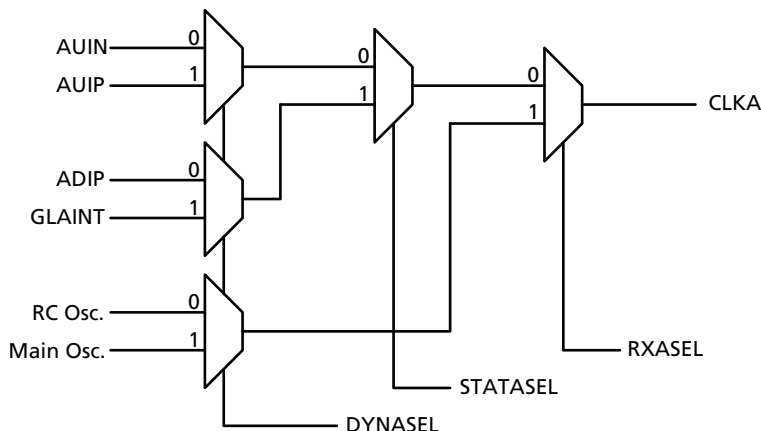 AUIN 0
AUIP 1
0
1
0
1
CLKA
ADIP 0
GLAINT 1
RC Osc. 0
Main Osc. 1
RXASEL
STATASEL
DYNASEL